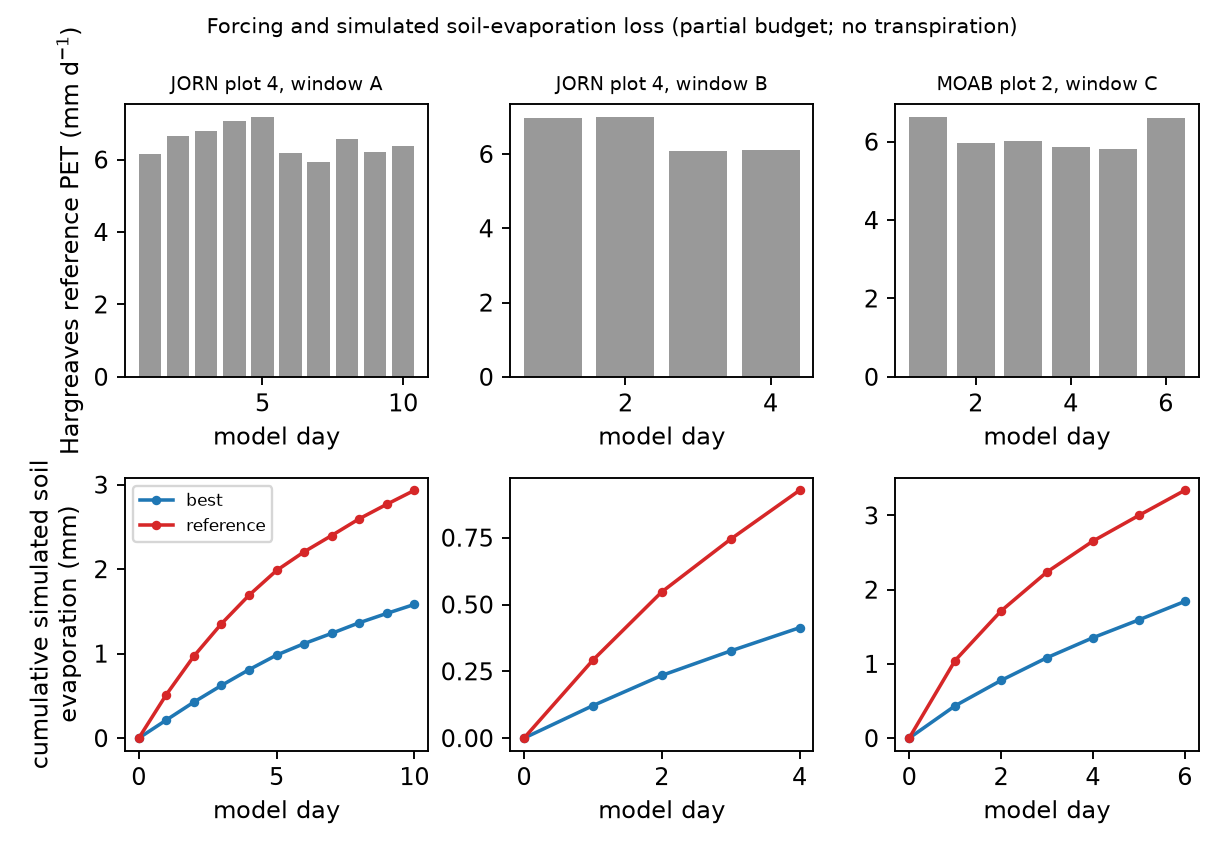 Forcing and simulated soil-evaporation loss (partial budget; no transpiration)
Hargreaves reference PET (mm d⁻¹)
JORN plot 4, window A
6
4
2
0
5 10
model day
JORN plot 4, window B
6
4
2
0
2 4
model day
MOAB plot 2, window C
6
4
2
0
2 4 6
model day
cumulative simulated soil
evaporation (mm)
3
2
1
0
best
reference
0 5 10
model day
0.75
0.50
0.25
0.00
0 2 4
model day
3
2
1
0
0 2 4 6
model day